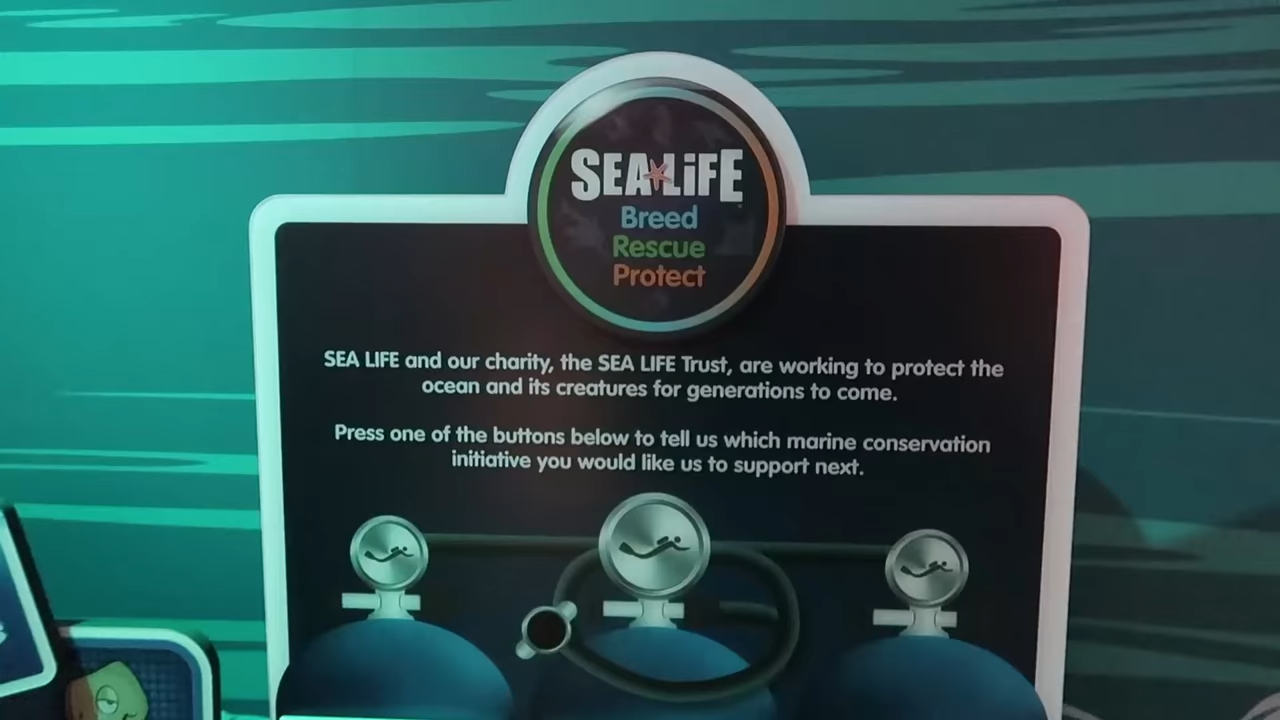 SEA LiFE
Breed
Rescue
Protect
SEA LIFE and our charity, the SEA LIFE Trust, are working to protect the
ocean and its creatures for generations to come.
Press one of the buttons below to tell us which marine conservation
initiative you would like us to support next.